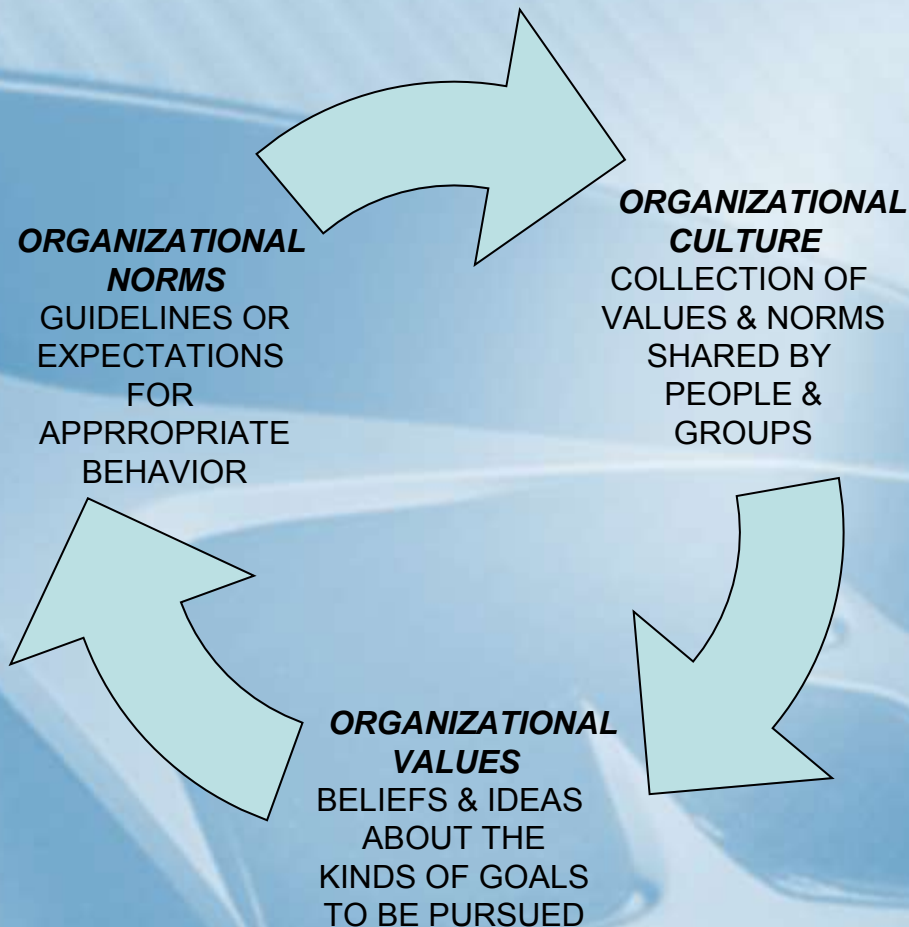 ORGANIZATIONAL
NORMS
GUIDELINES OR
EXPECTATIONS
FOR
APPRROPRIATE
BEHAVIOR
ORGANIZATIONAL
CULTURE
COLLECTION OF
VALUES & NORMS
SHARED BY
PEOPLE &
GROUPS
ORGANIZATIONAL
VALUES
BELIEFS & IDEAS
ABOUT THE
KINDS OF GOALS
TO BE PURSUED